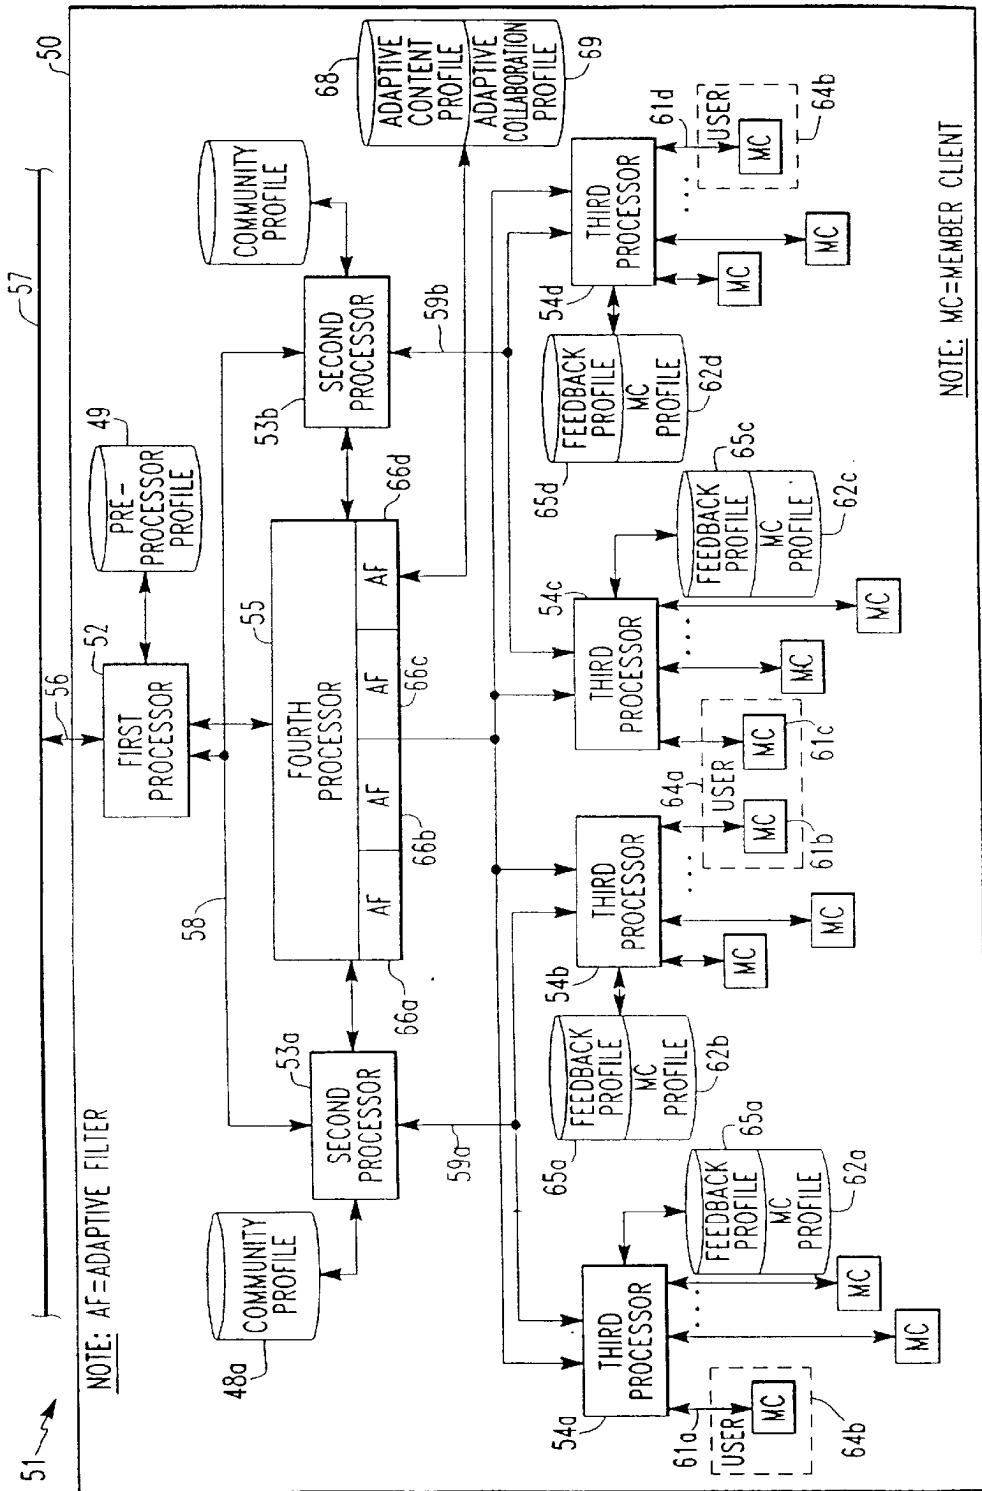 51
57
50
NOTE: AF=ADAPTIVE FILTER
56
52
FIRST
PROCESSOR
49
PRE-
PROCESSOR
PROFILE
58
48a
COMMUNITY
PROFILE
53a
SECOND
PROCESSOR
55
FOURTH
PROCESSOR
AF
AF
AF
AF
66a
66b
66c
66d
53b
SECOND
PROCESSOR
COMMUNITY
PROFILE
68
ADAPTIVE
CONTENT
PROFILE
ADAPTIVE
COLLABORATION
PROFILE
69
59a
59b
54a
THIRD
PROCESSOR
65a
FEEDBACK
PROFILE
MC
PROFILE
62a
61a
USER
MC
64b
MC
MC
65a
FEEDBACK
PROFILE
MC
PROFILE
62b
54b
THIRD
PROCESSOR
MC
MC
64a
USER
MC
61b
MC
61c
54c
THIRD
PROCESSOR
65c
FEEDBACK
PROFILE
MC
PROFILE
62c
MC
MC
65d
FEEDBACK
PROFILE
MC
PROFILE
62d
54d
THIRD
PROCESSOR
MC
MC
61d
USER
MC
64b
NOTE: MC=MEMBER CLIENT